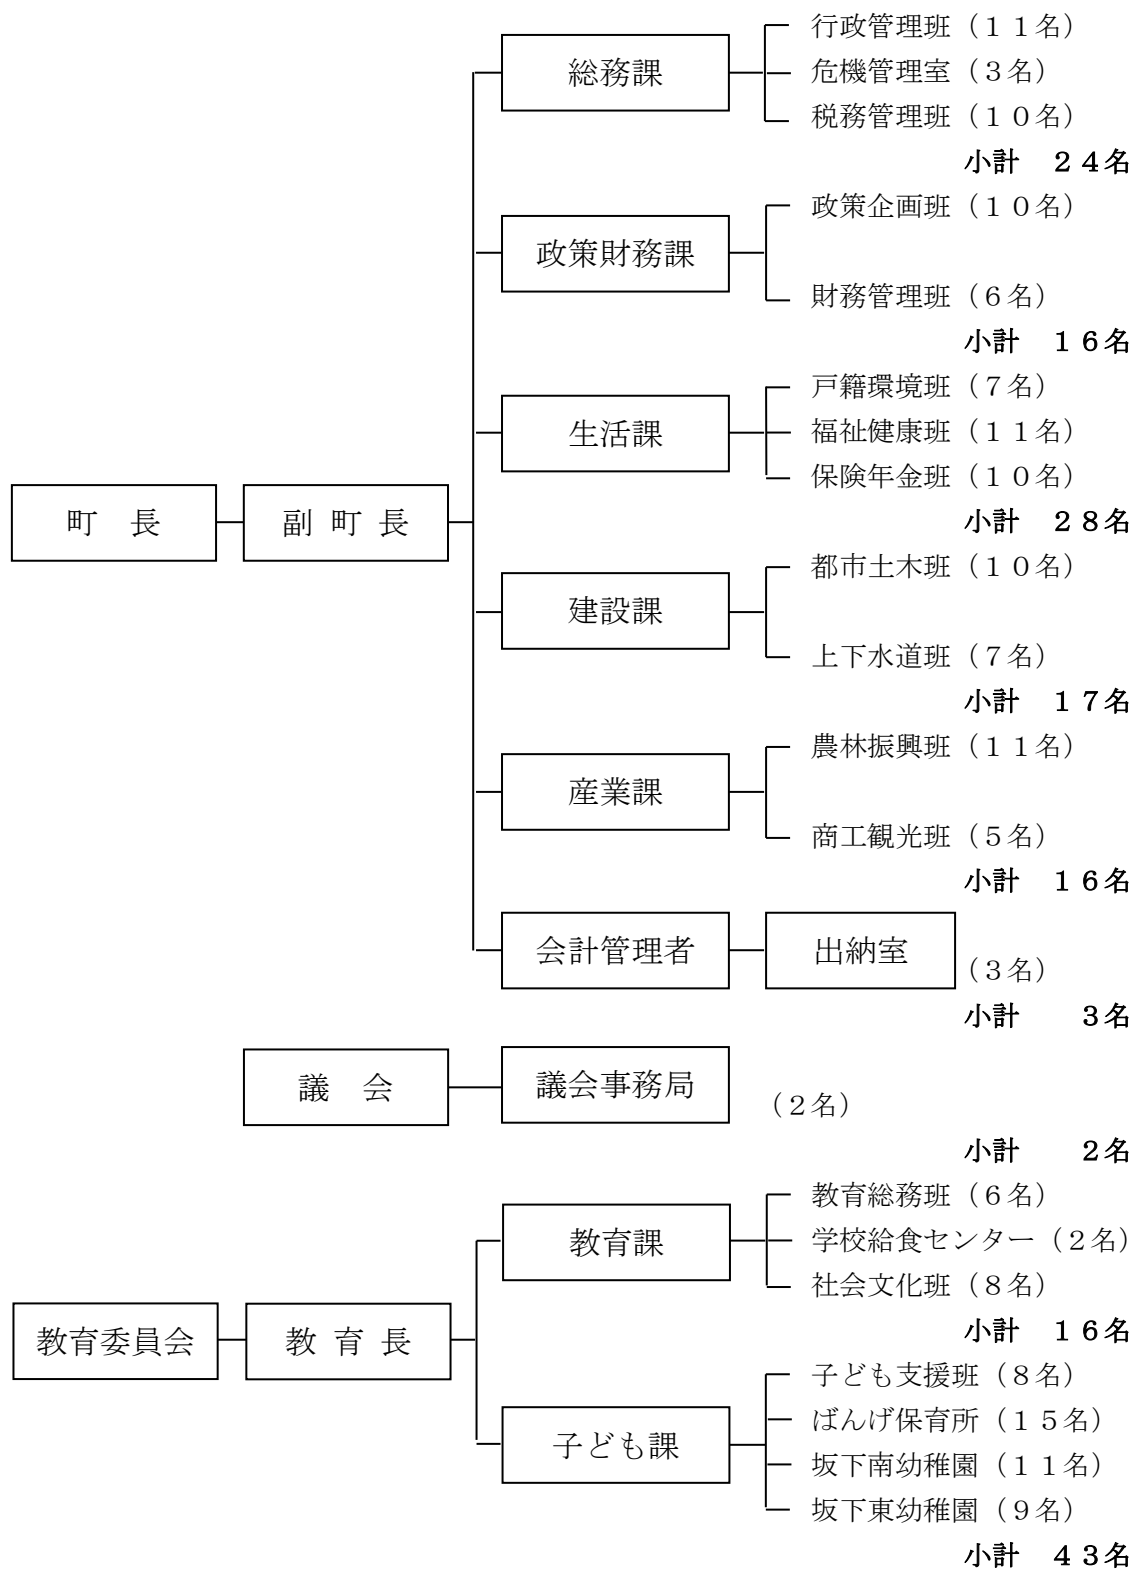 行政管理班（１１名）
総務課
危機管理室（３名）
税務管理班（１０名）
小計　２４名
政策企画班（１０名）
政策財務課
財務管理班（６名）
小計　１６名
戸籍環境班（７名）
生活課
福祉健康班（１１名）
保険年金班（１０名）
小計　２８名
町　長
副 町 長
都市土木班（１０名）
建設課
上下水道班（７名）
小計　１７名
農林振興班（１１名）
産業課
商工観光班（５名）
小計　１６名
会計管理者
出納室
（３名）
小計　　３名
議　会
議会事務局
（２名）
小計　　２名
教育総務班（６名）
教育課
学校給食センター（２名）
社会文化班（８名）
小計　１６名
教育委員会
教 育 長
子ども支援班（８名）
ばんげ保育所（１５名）
子ども課
坂下南幼稚園（１１名）
坂下東幼稚園（９名）
小計　４３名